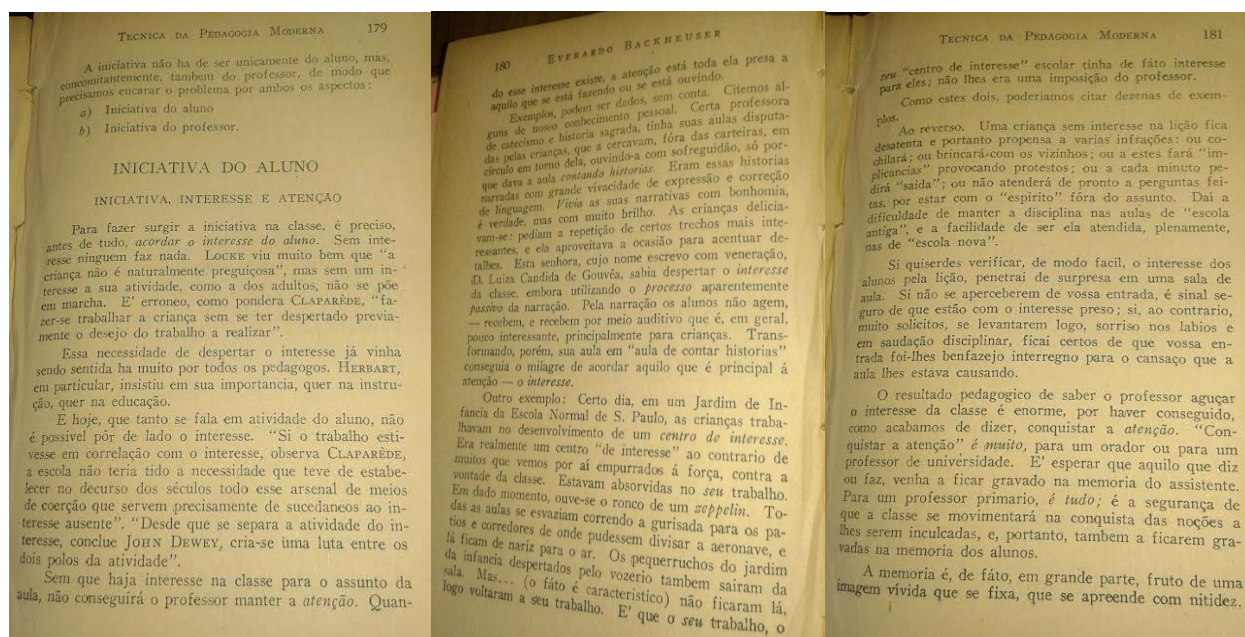 TECNICA DA PEDAGOGIA MODERNA 179
A iniciativa não ha de ser unicamente do aluno, mas,
concomitantemente, tambem do professor, de modo que
precisamos encarar o problema por ambos os aspectos:
a) Iniciativa do aluno
b) Iniciativa do professor.
INICIATIVA DO ALUNO
INICIATIVA, INTERESSE E ATENÇÃO
Para fazer surgir a iniciativa na classe, é preciso,
antes de tudo, acordar o interesse do aluno. Sem inte-
resse ninguem faz nada. LOCKE viu muito bem que "a
criança não é naturalmente preguiçosa", mas sem um in-
teresse a sua atividade, como a dos adultos, não se põe
em marcha. E' erroneo, como pondera CLAPARÈDE, "fa-
zer-se trabalhar a criança sem se ter despertado previa-
mente o desejo do trabalho a realizar".
Essa necessidade de despertar o interesse já vinha
sendo sentida ha muito por todos os pedagogos. HERBART,
em particular, insistiu em sua importancia, quer na instru-
ção, quer na educação.
E hoje, que tanto se fala em atividade do aluno, não
é possivel pôr de lado o interesse. "Si o trabalho esti-
vesse em correlação com o interesse, observa CLAPARÈDE,
a escola não teria tido a necessidade que teve de estabe-
lecer no decurso dos séculos todo esse arsenal de meios
de coerção que servem precisamente de sucedaneos ao in-
teresse ausente". "Desde que se separa a atividade do in-
teresse, conclue JOHN DEWEY, cria-se uma luta entre os
dois polos da atividade".
Sem que haja interesse na classe para o assunto da
aula, não conseguirá o professor manter a atenção. Quan-
180 EVERARDO BACKHEUSER
do esse interesse existe, a atenção está toda ela presa a
aquilo que se está fazendo ou se está ouvindo.
Exemplos, podem ser dados, sem conta. Citemos al-
guns de nosso conhecimento pessoal. Certa professora
de catecismo e historia sagrada, tinha suas aulas disputa-
das pelas crianças, que a cercavam, fóra das carteiras, em
circulo em torno dela, ouvindo-a com sofreguidão, só por-
que dava a aula contando historias. Eram essas historias
narradas com grande vivacidade de expressão e correção
de linguagem. Vivia as suas narrativas com bonhomia,
é verdade, mas com muito brilho. As crianças delicia-
vam-se: pediam a repetição de certos trechos mais inte-
ressantes, e ela aproveitava a ocasião para acentuar de-
talhes. Esta senhora, cujo nome escrevo com veneração,
D. Luiza Candida de Gouvêa, sabia despertar o interesse
da classe, embora utilizando o processo aparentemente
passivo da narração. Pela narração os alunos não agem,
— recebem, e recebem por meio auditivo que é, em geral,
pouco interessante, principalmente para crianças. Trans-
formando, porém, sua aula em "aula de contar historias"
conseguia o milagre de acordar aquilo que é principal á
atenção — o interesse.
Outro exemplo: Certo dia, em um Jardim de In-
fancia da Escola Normal de S. Paulo, as crianças traba-
lhavam no desenvolvimento de um centro de interesse.
Era realmente um centro "de interesse" ao contrario de
muitos que vemos por aí empurrados á força, contra a
vontade da classe. Estavam absorvidas no seu trabalho.
Em dado momento, ouve-se o ronco de um zeppelin. To-
das as aulas se esvaziam correndo a gurisada para os pa-
tios e corredores de onde pudessem divisar a aeronave, e
lá ficam de nariz para o ar. Os pequerruchos do jardim
da infancia despertados pelo vozerio tambem sairam da
sala. Mas... (o fáto é caracteristico) não ficaram lá,
logo voltaram a seu trabalho. E' que o seu trabalho, o
TECNICA DA PEDAGOGIA MODERNA 181
seu "centro de interesse" escolar tinha de fáto interesse
para eles; não lhes era uma imposição do professor.
Como estes dois, poderiamos citar dezenas de exem-
plos.
Ao reverso. Uma criança sem interesse na lição fica
desatenta e portanto propensa a varias infrações: ou co-
chilará; ou brincará com os vizinhos; ou a estes fará "im-
plicancias" provocando protestos; ou a cada minuto pe-
dirá "saída"; ou não atenderá de pronto a perguntas fei-
tas, por estar com o "espirito" fóra do assunto. Daí a
dificuldade de manter a disciplina nas aulas de "escola
antiga", e a facilidade de ser ela atendida, plenamente,
nas de "escola nova".
Si quiserdes verificar, de modo facil, o interesse dos
alunos pela lição, penetrai de surpresa em uma sala de
aula. Si não se aperceberem de vossa entrada, é sinal se-
guro de que estão com o interesse preso; si, ao contrario,
muito solicitos, se levantarem logo, sorriso nos labios e
em saudação disciplinar, ficai certos de que vossa en-
trada foi-lhes benfazejo interregno para o cansaço que a
aula lhes estava causando.
O resultado pedagogico de saber o professor aguçar
o interesse da classe é enorme, por haver conseguido,
como acabamos de dizer, conquistar a atenção. "Con-
quistar a atenção" é muito, para um orador ou para um
professor de universidade. E' esperar que aquilo que diz
ou faz, venha a ficar gravado na memoria do assistente.
Para um professor primario, é tudo; é a segurança de
que a classe se movimentará na conquista das noções a
lhes serem inculcadas, e, portanto, tambem a ficarem gra-
vadas na memoria dos alunos.
A memoria é, de fáto, em grande parte, fruto de uma
imagem vívida que se fixa, que se apreende com nitidez,